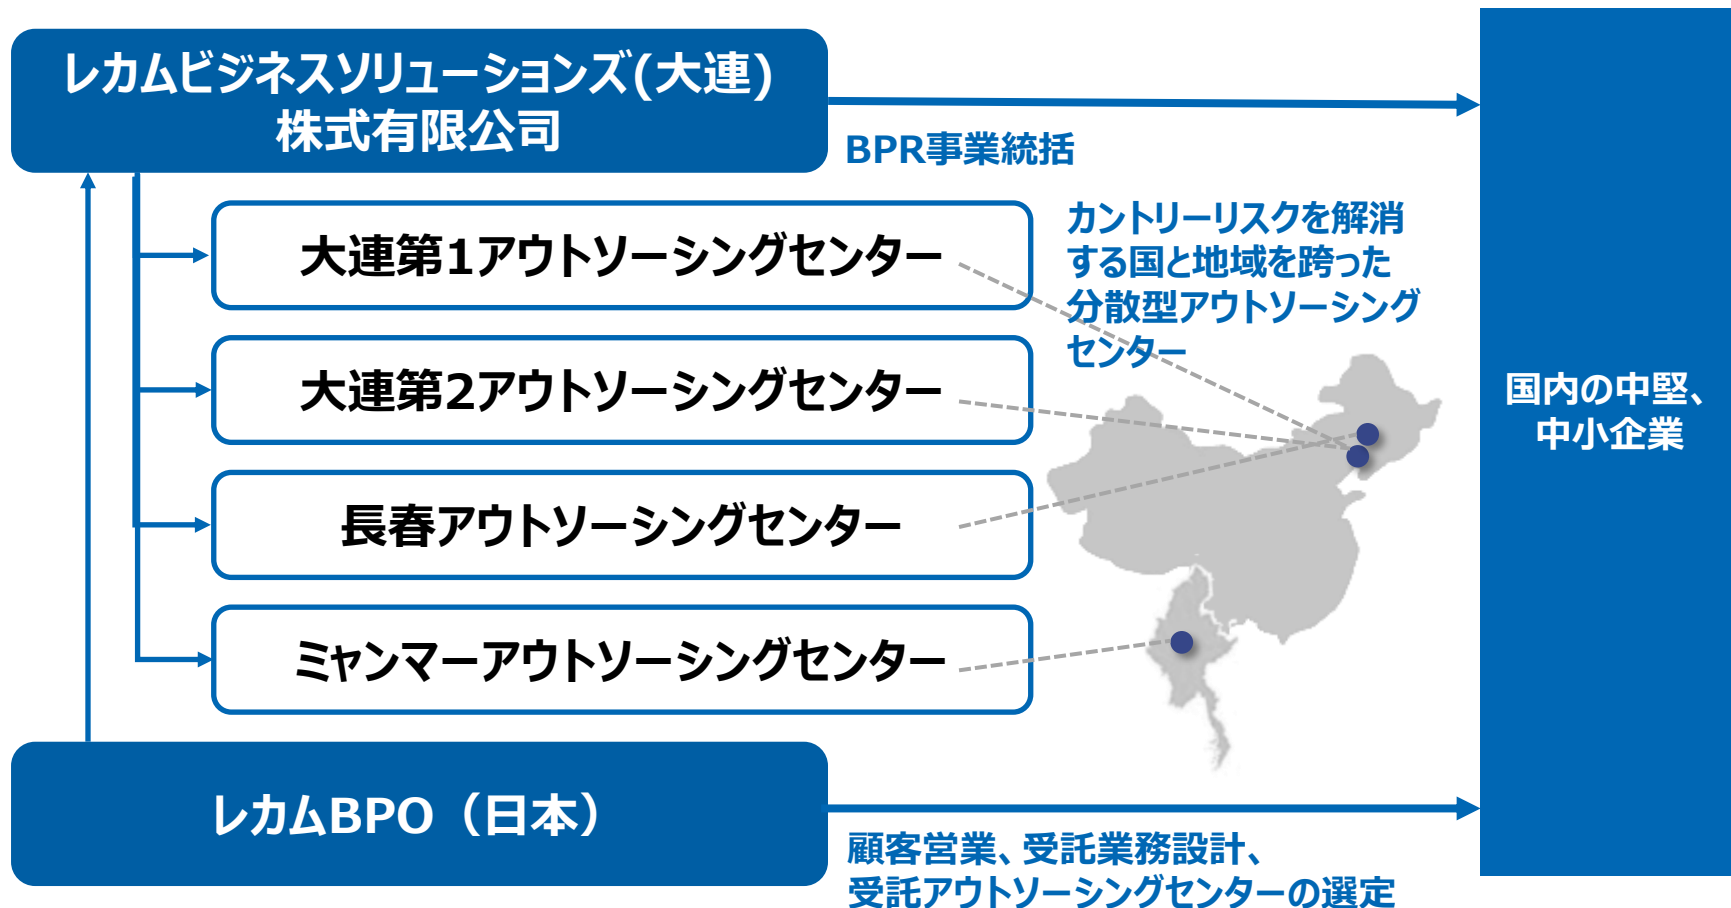 レカムビジネスソリューションズ(大連)
株式有限公司
BPR事業統括
大連第1アウトソーシングセンター
カントリーリスクを解消
する国と地域を跨った
分散型アウトソーシング
センター
大連第2アウトソーシングセンター
国内の中堅、
中小企業
長春アウトソーシングセンター
ミャンマーアウトソーシングセンター
レカムBPO（日本）
顧客営業、受託業務設計、
受託アウトソーシングセンターの選定